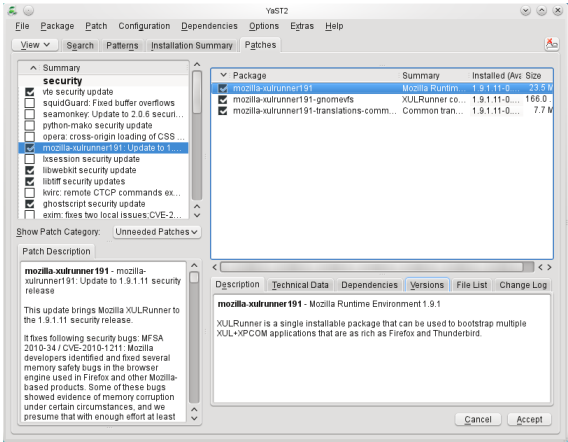 YaST2
File Package Patch Configuration Dependencies Options Extras Help
View Search Patterns Installation Summary Patches
Summary
security
vte security update
squidGuard: Fixed buffer overflows
seamonkey: Update to 2.0.6 securi...
python-mako security update
opera: cross-origin loading of CSS ...
mozilla-xulrunner191: Update to 1....
lxsession security update
libwebkit security update
libtiff security updates
kvirc: remote CTCP commands ex...
ghostscript security update
exim: fixes two local issues;CVE-2...
Show Patch Category: Unneeded Patches
Patch Description
mozilla-xulrunner191 - mozilla-
xulrunner191: Update to 1.9.1.11 security
release
This update brings Mozilla XULRunner to
the 1.9.1.11 security release.
It fixes following security bugs: MFSA
2010-34 / CVE-2010-1211: Mozilla
developers identified and fixed several
memory safety bugs in the browser
engine used in Firefox and other Mozilla-
based products. Some of these bugs
showed evidence of memory corruption
under certain circumstances, and we
presume that with enough effort at least
Package Summary Installed (Ava Size
mozilla-xulrunner191 Mozilla Runtim... 1.9.1.11-0.... 23.5 M
mozilla-xulrunner191-gnomevfs XULRunner co... 1.9.1.11-0.... 166.0 .
mozilla-xulrunner191-translations-comm... Common tran... 1.9.1.11-0.... 7.7 M
Description Technical Data Dependencies Versions File List Change Log
mozilla-xulrunner191 - Mozilla Runtime Environment 1.9.1
XULRunner is a single installable package that can be used to bootstrap multiple
XUL+XPCOM applications that are as rich as Firefox and Thunderbird.
Cancel Accept